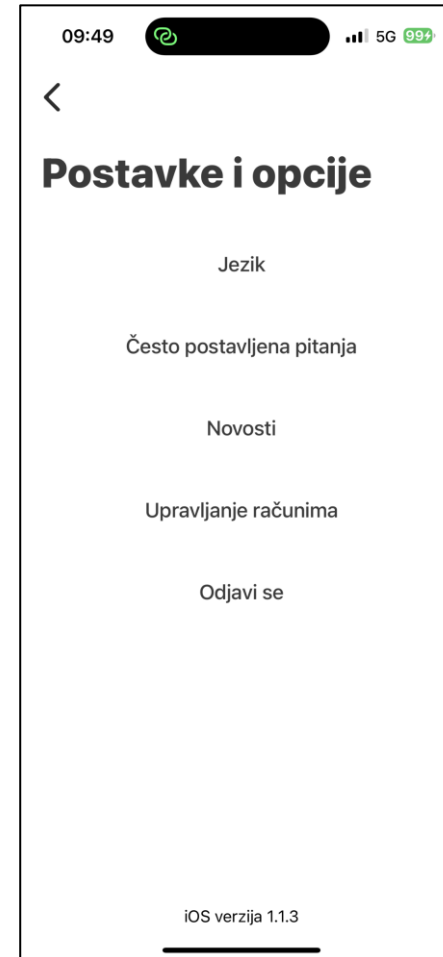 09:49
5G 99
Postavke i opcije
Jezik
Često postavljena pitanja
Novosti
Upravljanje računima
Odjavi se
iOS verzija 1.1.3